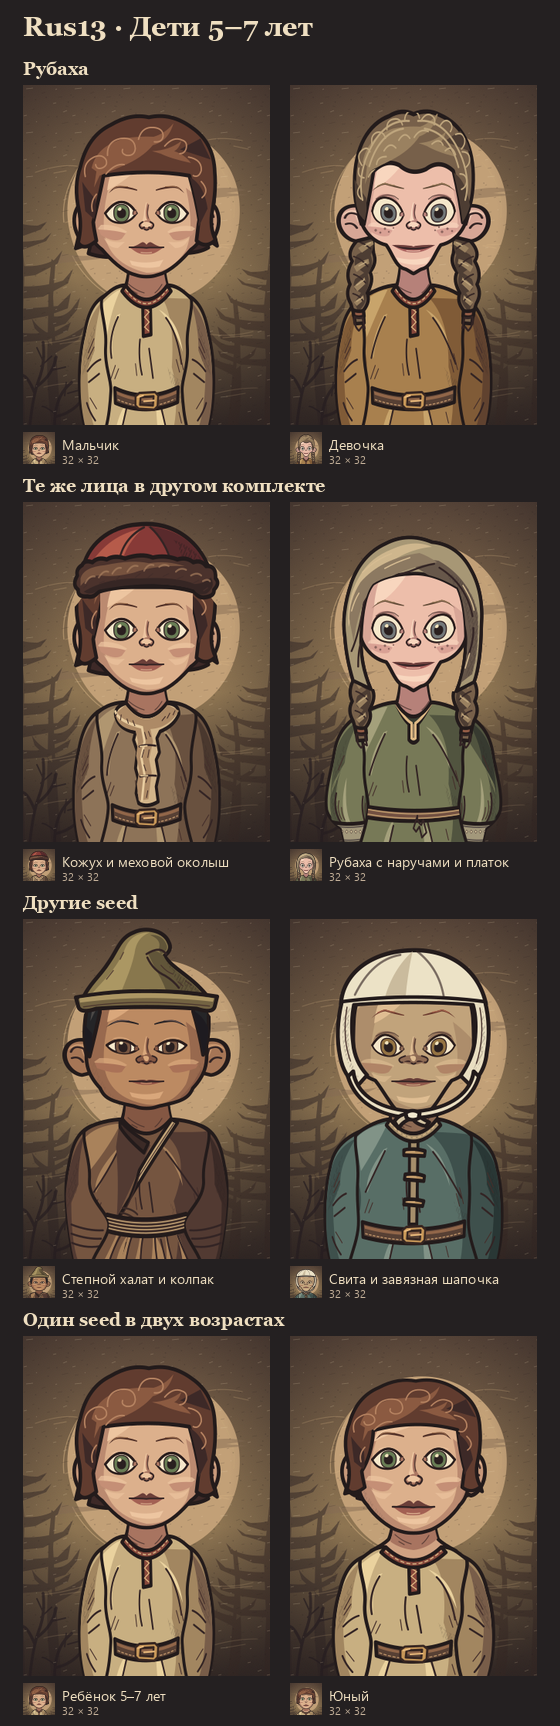 Rus13 · Дети 5–7 лет
Рубаха
Мальчик
32 × 32
Девочка
32 × 32
Те же лица в другом комплекте
Кожух и меховой околыш
32 × 32
Рубаха с наручами и платок
32 × 32
Другие seed
Степной халат и колпак
32 × 32
Свита и завязная шапочка
32 × 32
Один seed в двух возрастах
Ребёнок 5–7 лет
32 × 32
Юный
32 × 32